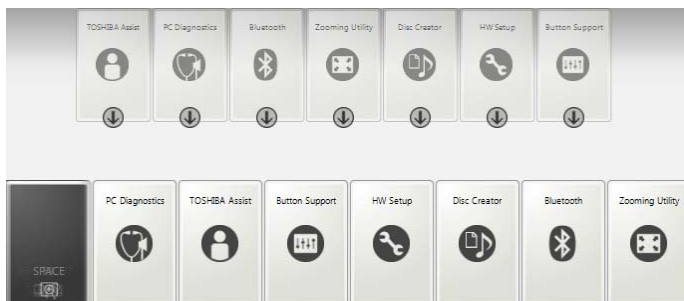 TOSHIBA Assist
PC Diagnostics
Bluetooth
Zooming Utility
Disc Creator
HW Setup
Button Support
PC Diagnostics
TOSHIBA Assist
Button Support
HW Setup
Disc Creator
Bluetooth
Zooming Utility
SPACE